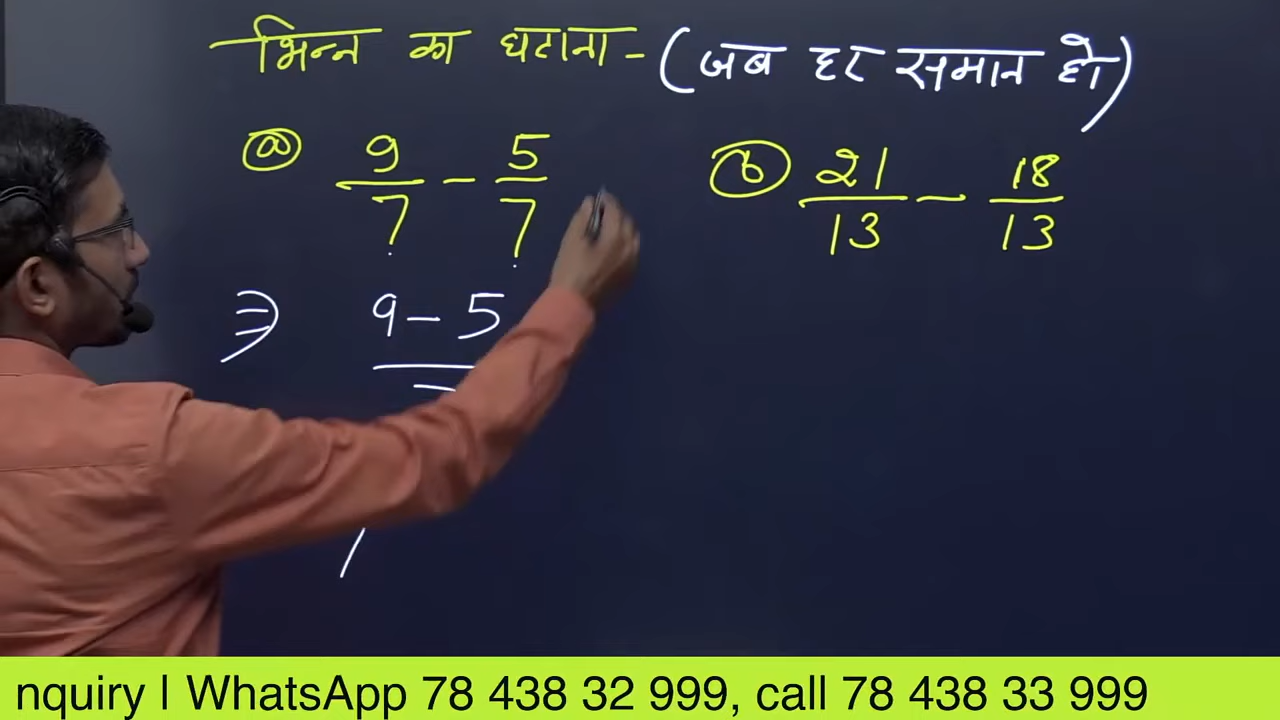 भिन्न का घटाना - (जब हर समान हो)
(a) 9/7 - 5/7 (b) 21/13 - 18/13
⇒ 9 - 5
nquiry | WhatsApp 78 438 32 999, call 78 438 33 999